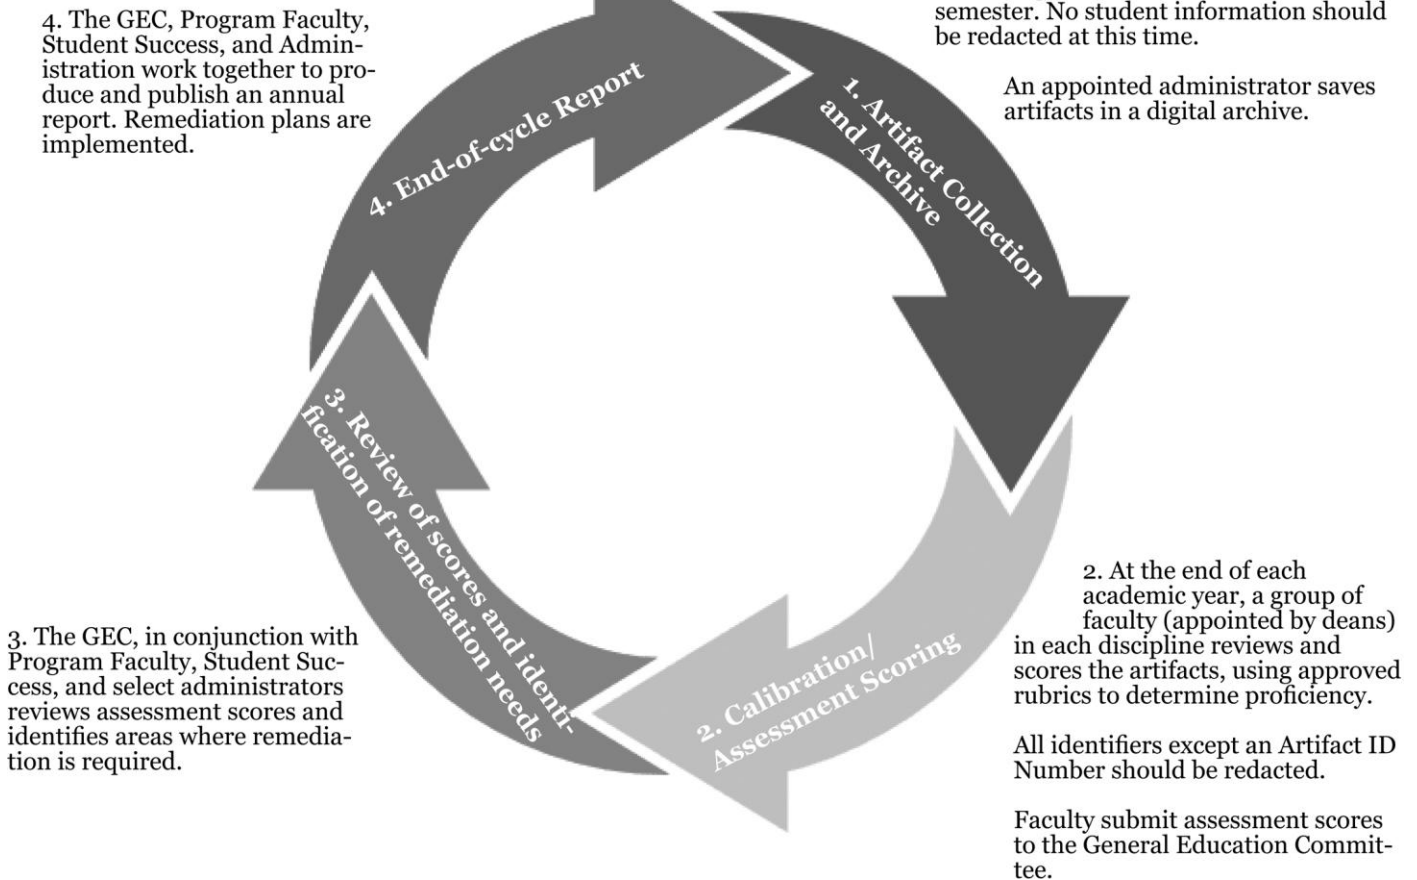 4. The GEC, Program Faculty,
Student Success, and Admin-
istration work together to pro-
duce and publish an annual
report. Remediation plans are
implemented.
semester. No student information should
be redacted at this time.
An appointed administrator saves
artifacts in a digital archive.
4. End-of-cycle Report
1. Artifact Collection
and Archive
3. Review of scores and identi-
fication of remediation needs
2. Calibration/
Assessment Scoring
3. The GEC, in conjunction with
Program Faculty, Student Suc-
cess, and select administrators
reviews assessment scores and
identifies areas where remedia-
tion is required.
2. At the end of each
academic year, a group of
faculty (appointed by deans)
in each discipline reviews and
scores the artifacts, using approved
rubrics to determine proficiency.
All identifiers except an Artifact ID
Number should be redacted.
Faculty submit assessment scores
to the General Education Commit-
tee.